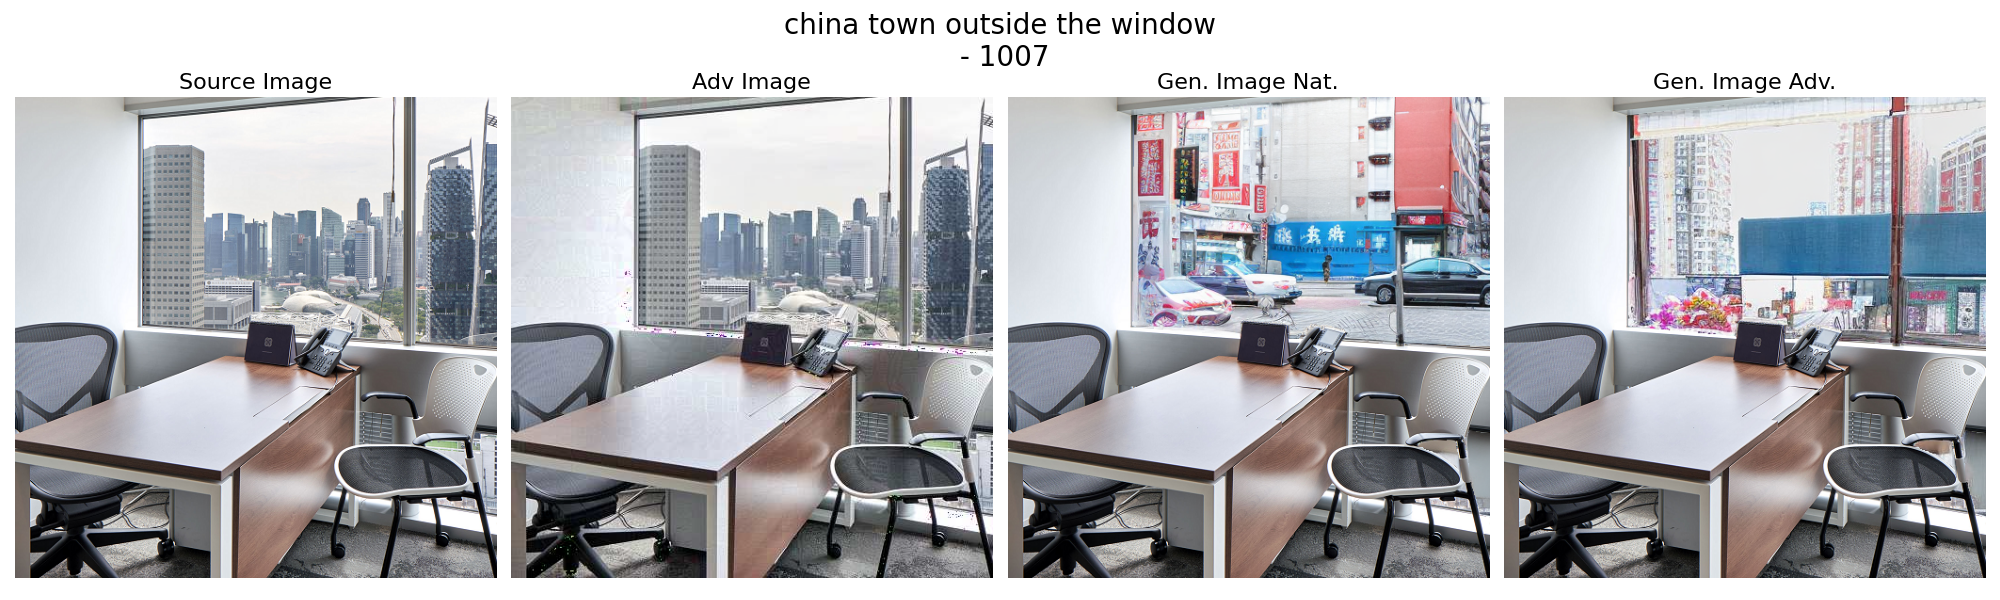 china town outside the window
- 1007
Source Image
Adv Image
Gen. Image Nat.
Gen. Image Adv.